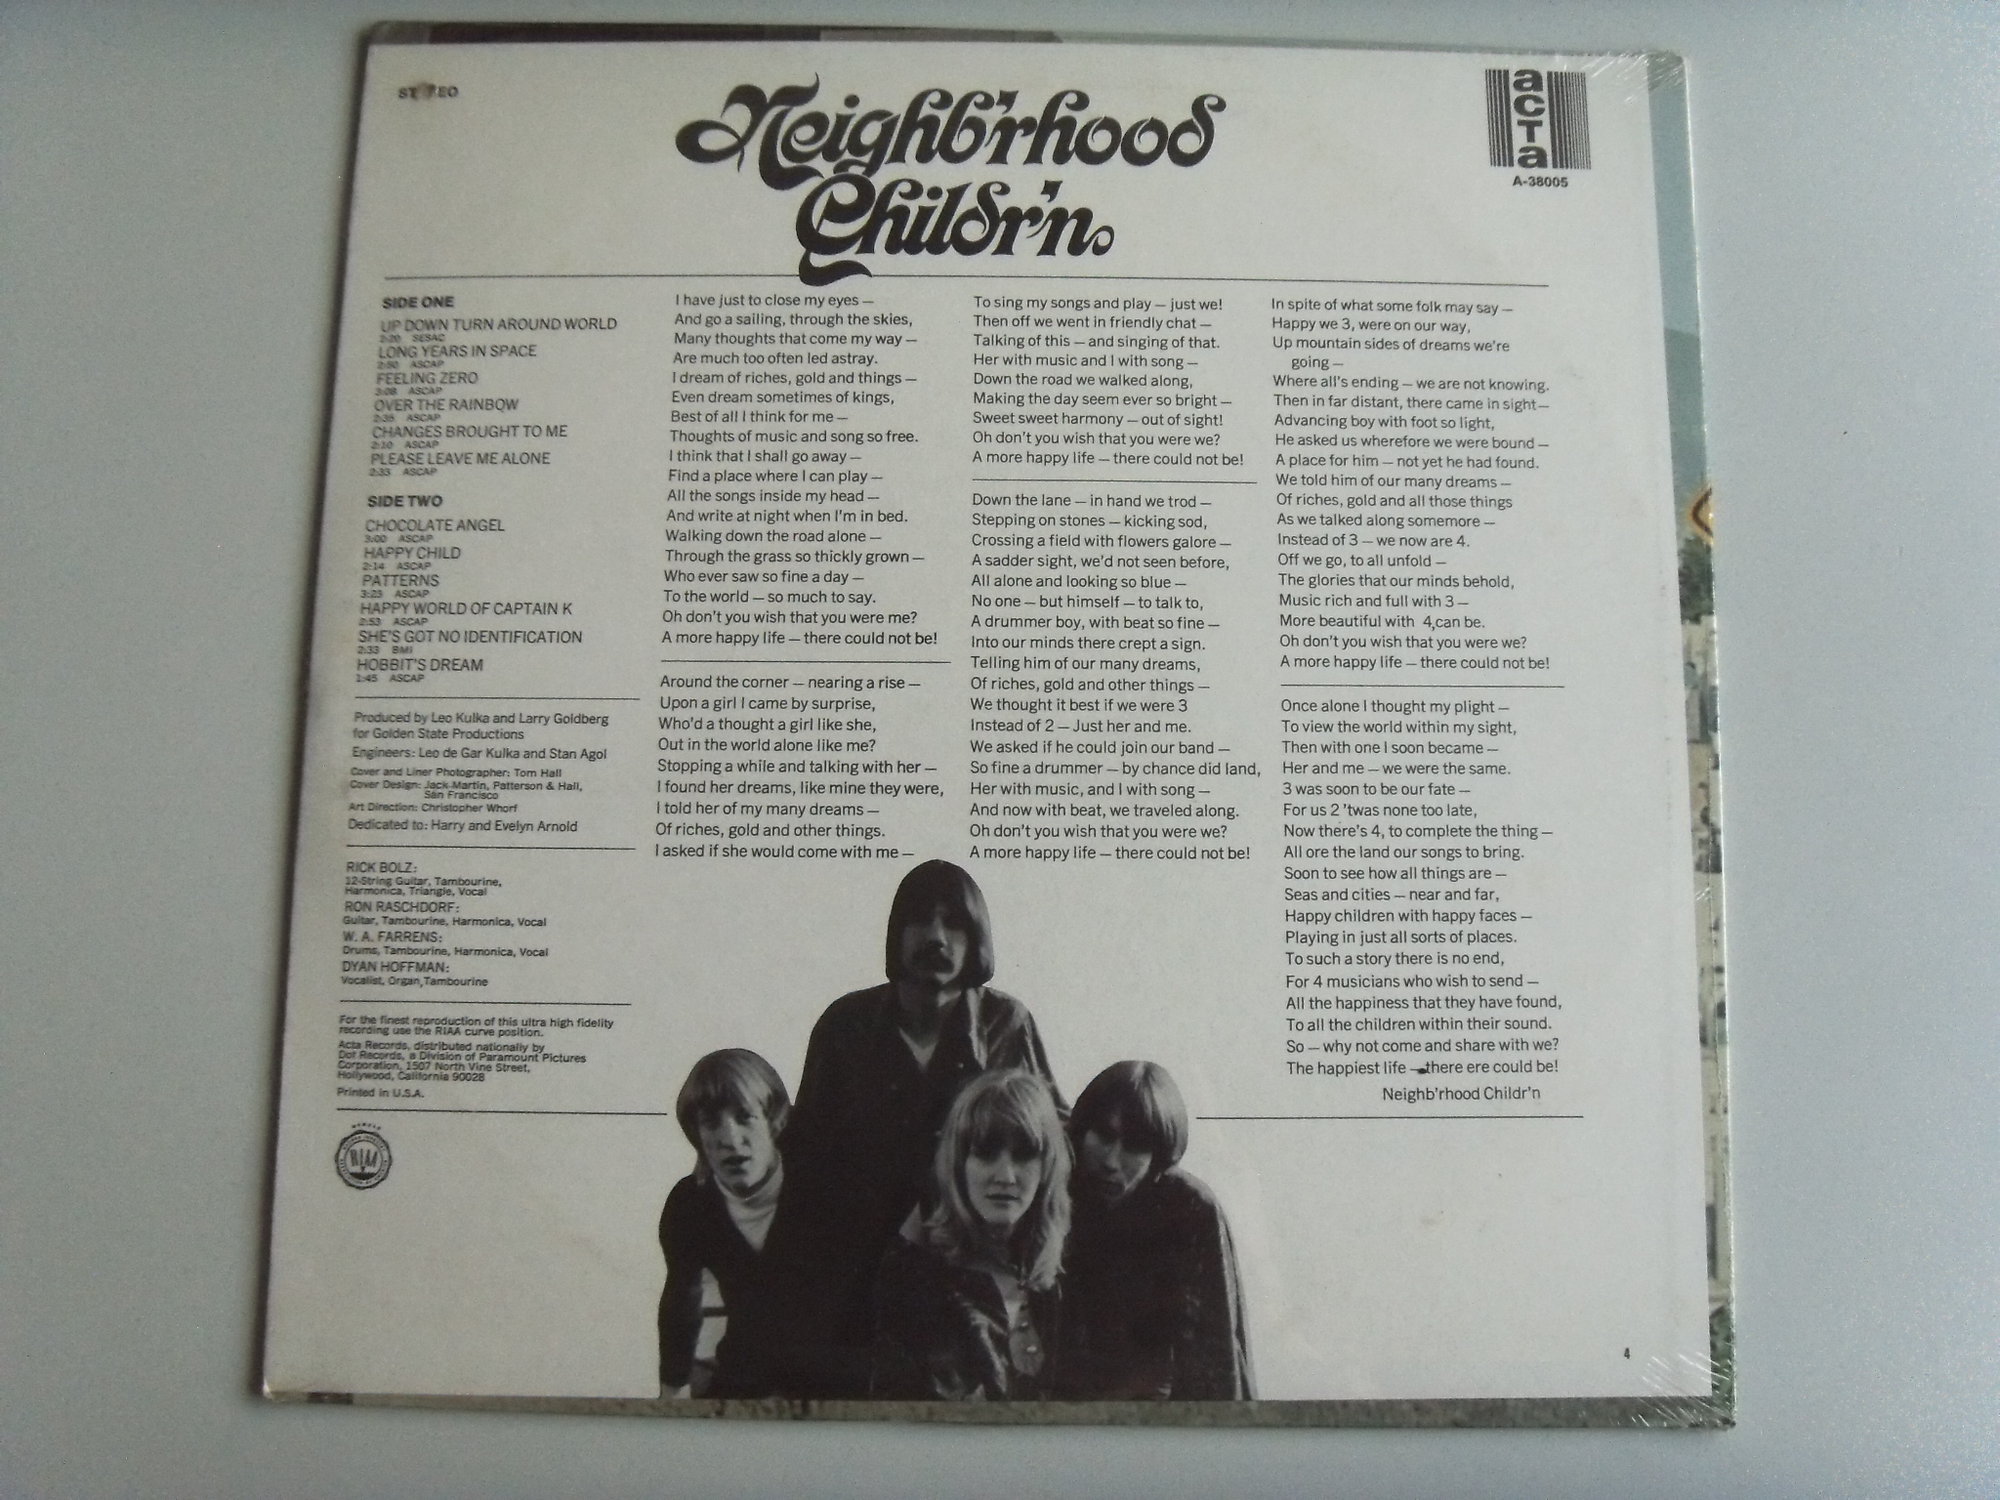 STEREO
Neighb'rhood
Childr'n
acTa
A-38005
SIDE ONE
UP DOWN TURN AROUND WORLD
2:20 SESAC
LONG YEARS IN SPACE
2:50 ASCAP
FEELING ZERO
3:08 ASCAP
OVER THE RAINBOW
2:35 ASCAP
CHANGES BROUGHT TO ME
2:10 ASCAP
PLEASE LEAVE ME ALONE
2:33 ASCAP
SIDE TWO
CHOCOLATE ANGEL
3:00 ASCAP
HAPPY CHILD
2:14 ASCAP
PATTERNS
3:23 ASCAP
HAPPY WORLD OF CAPTAIN K
2:53 ASCAP
SHE'S GOT NO IDENTIFICATION
2:33 BMI
HOBBIT'S DREAM
1:45 ASCAP
Produced by Leo Kulka and Larry Goldberg
for Golden State Productions
Engineers: Leo de Gar Kulka and Stan Agol
Cover and Liner Photographer: Tom Hall
Cover Design: Jack Martin, Patterson & Hall,
San Francisco
Art Direction: Christopher Whorf
Dedicated to: Harry and Evelyn Arnold
RICK BOLZ:
12-String Guitar, Tambourine,
Harmonica, Triangle, Vocal
RON RASCHDORF:
Guitar, Tambourine, Harmonica, Vocal
W. A. FARRENS:
Drums, Tambourine, Harmonica, Vocal
DYAN HOFFMAN:
Vocalist, Organ, Tambourine
For the finest reproduction of this ultra high fidelity
recording use the RIAA curve position.
Acta Records, distributed nationally by
Dot Records, a Division of Paramount Pictures
Corporation, 1507 North Vine Street,
Hollywood, California 90028
Printed in U.S.A.
RIAA
I have just to close my eyes —
And go a sailing, through the skies,
Many thoughts that come my way —
Are much too often led astray.
I dream of riches, gold and things —
Even dream sometimes of kings,
Best of all I think for me —
Thoughts of music and song so free.
I think that I shall go away —
Find a place where I can play —
All the songs inside my head —
And write at night when I'm in bed.
Walking down the road alone —
Through the grass so thickly grown —
Who ever saw so fine a day —
To the world — so much to say.
Oh don't you wish that you were me?
A more happy life — there could not be!
Around the corner — nearing a rise —
Upon a girl I came by surprise,
Who'd a thought a girl like she,
Out in the world alone like me?
Stopping a while and talking with her —
I found her dreams, like mine they were,
I told her of my many dreams —
Of riches, gold and other things.
I asked if she would come with me —
To sing my songs and play — just we!
Then off we went in friendly chat —
Talking of this — and singing of that.
Her with music and I with song —
Down the road we walked along,
Making the day seem ever so bright —
Sweet sweet harmony — out of sight!
Oh don't you wish that you were we?
A more happy life — there could not be!
Down the lane — in hand we trod —
Stepping on stones — kicking sod,
Crossing a field with flowers galore —
A sadder sight, we'd not seen before,
All alone and looking so blue —
No one — but himself — to talk to,
A drummer boy, with beat so fine —
Into our minds there crept a sign.
Telling him of our many dreams,
Of riches, gold and other things —
We thought it best if we were 3
Instead of 2 — Just her and me.
We asked if he could join our band —
So fine a drummer — by chance did land,
Her with music, and I with song —
And now with beat, we traveled along.
Oh don't you wish that you were we?
A more happy life — there could not be!
In spite of what some folk may say —
Happy we 3, were on our way,
Up mountain sides of dreams we're
going —
Where all's ending — we are not knowing.
Then in far distant, there came in sight—
Advancing boy with foot so light,
He asked us wherefore we were bound —
A place for him — not yet he had found.
We told him of our many dreams —
Of riches, gold and all those things
As we talked along somemore —
Instead of 3 — we now are 4.
Off we go, to all unfold —
The glories that our minds behold,
Music rich and full with 3 —
More beautiful with 4, can be.
Oh don't you wish that you were we?
A more happy life — there could not be!
Once alone I thought my plight —
To view the world within my sight,
Then with one I soon became —
Her and me — we were the same.
3 was soon to be our fate —
For us 2 'twas none too late,
Now there's 4, to complete the thing —
All ore the land our songs to bring.
Soon to see how all things are —
Seas and cities — near and far,
Happy children with happy faces —
Playing in just all sorts of places.
To such a story there is no end,
For 4 musicians who wish to send —
All the happiness that they have found,
To all the children within their sound.
So — why not come and share with we?
The happiest life — there ere could be!
Neighb'rhood Childr'n
4